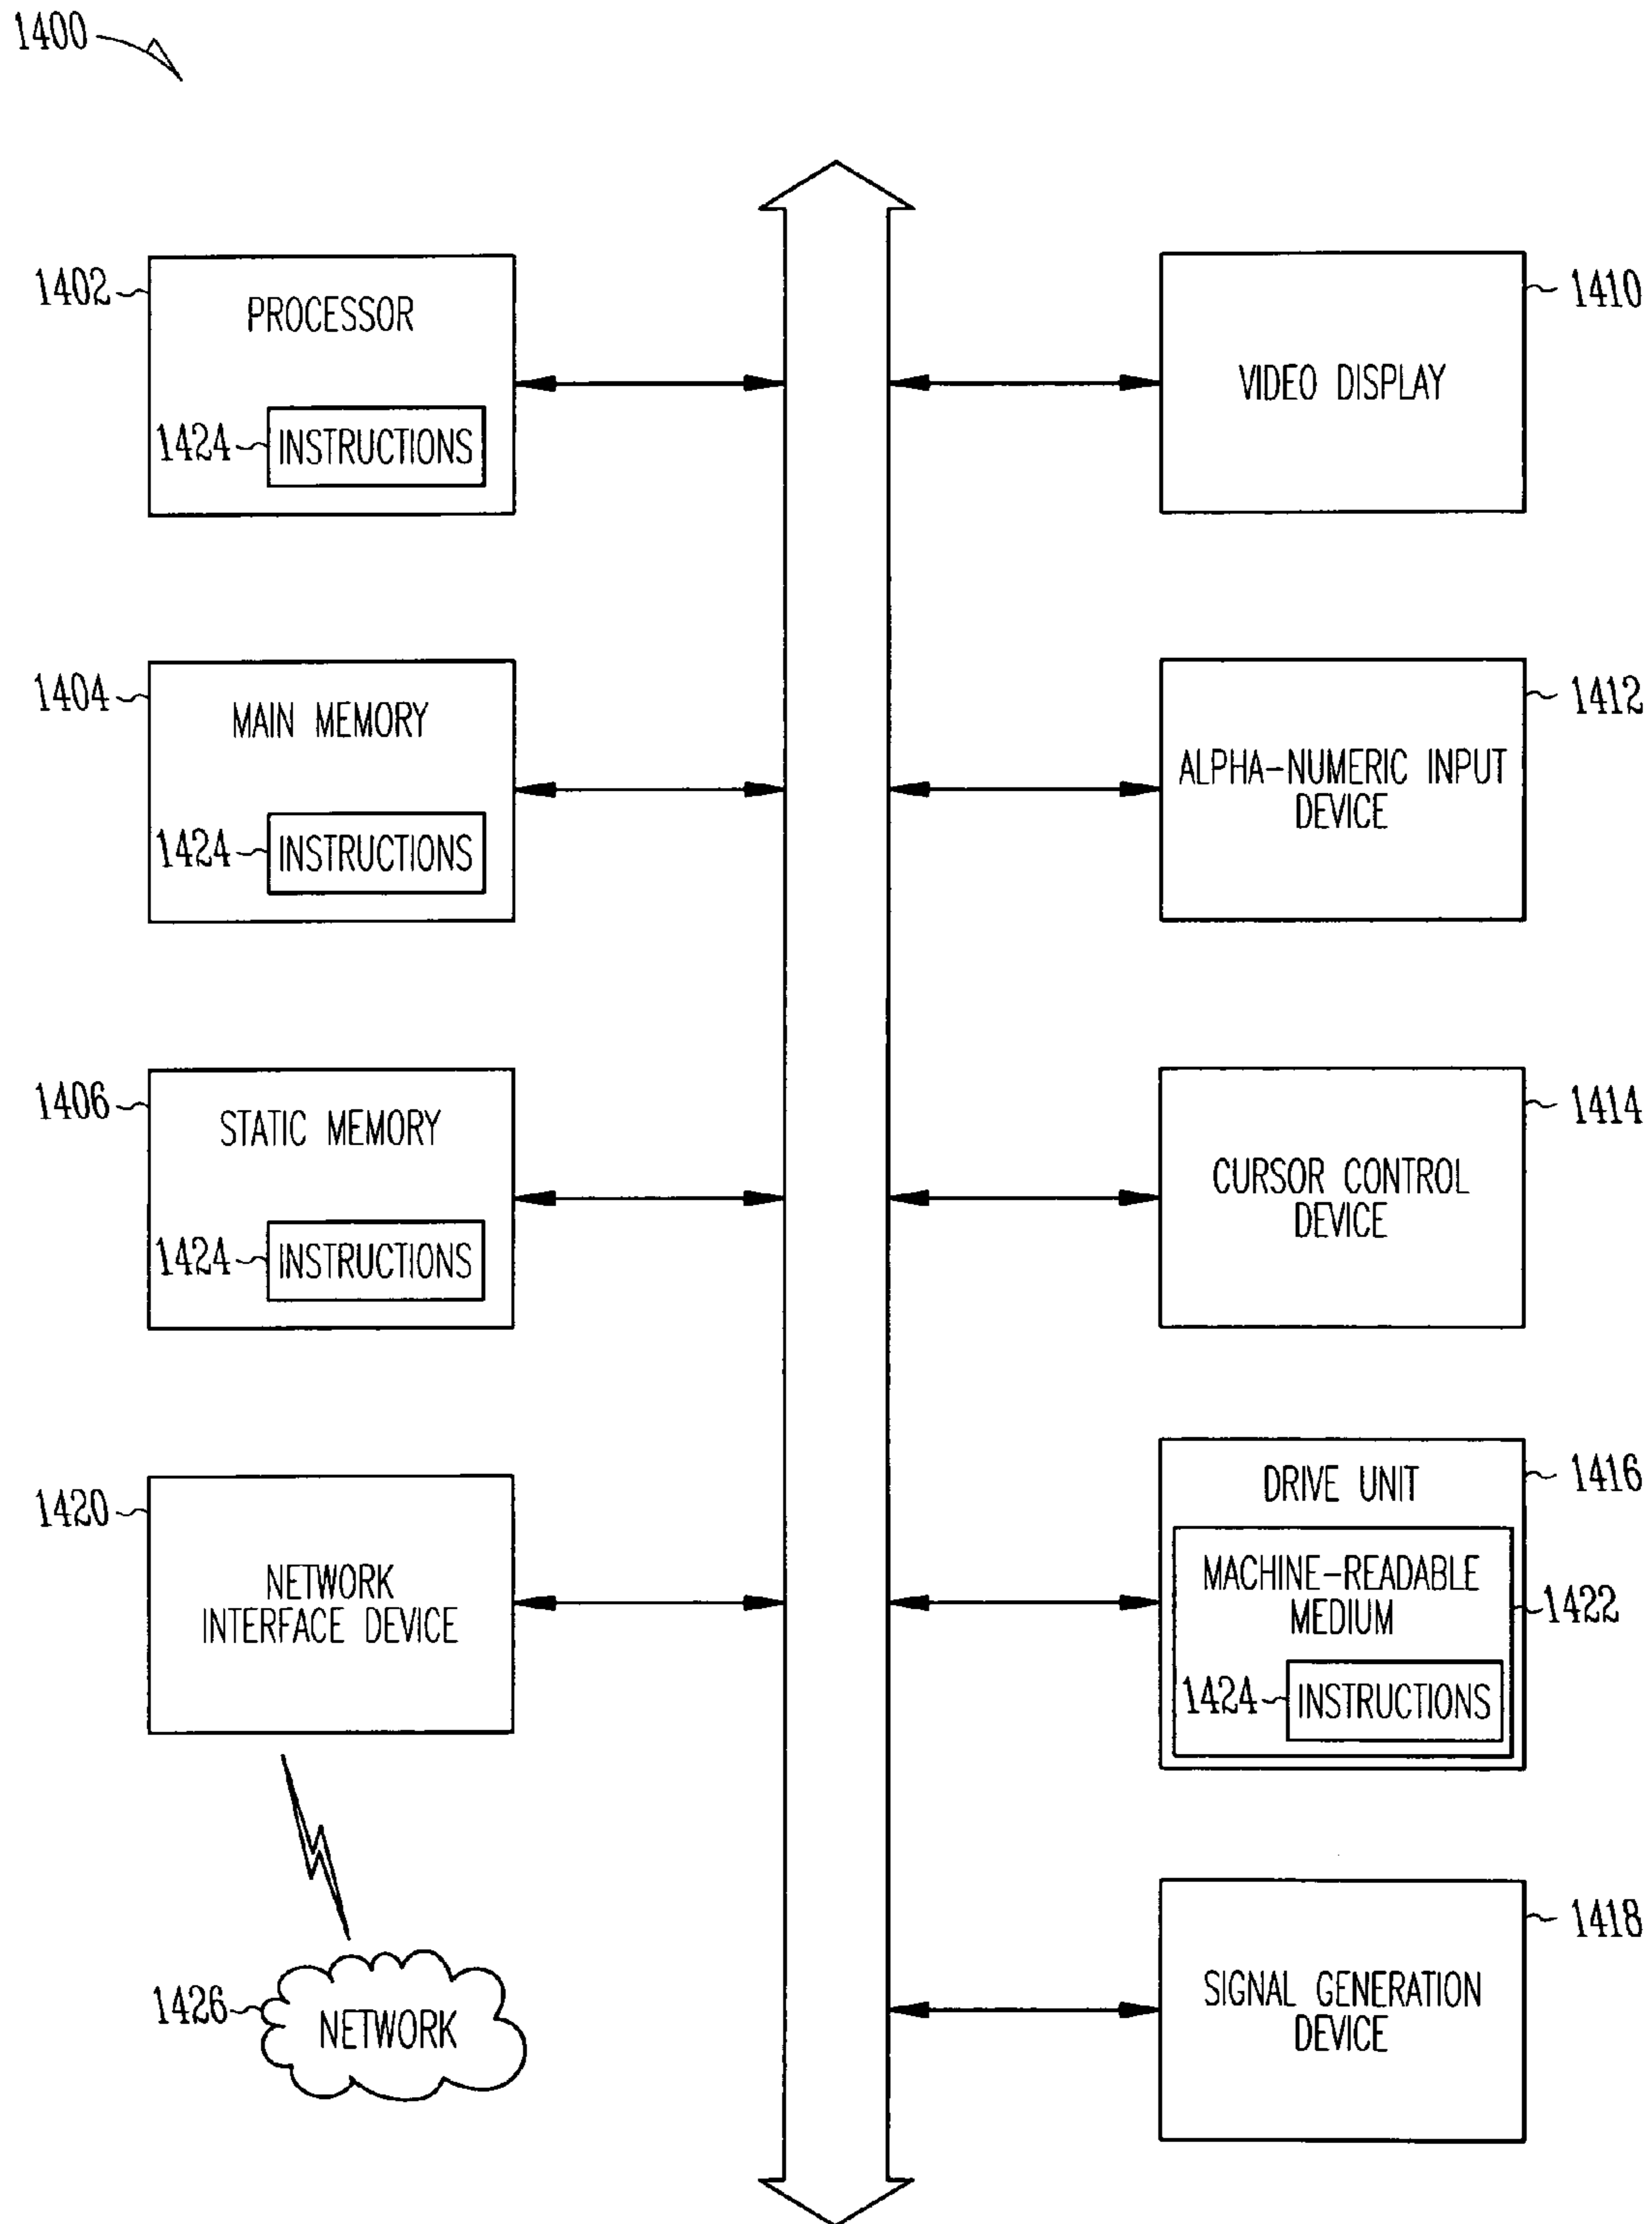 1400
1402
PROCESSOR
1424
INSTRUCTIONS
1404
MAIN MEMORY
1424
INSTRUCTIONS
1406
STATIC MEMORY
1424
INSTRUCTIONS
1420
NETWORK
INTERFACE DEVICE
1426
NETWORK
1410
VIDEO DISPLAY
1412
ALPHA-NUMERIC INPUT
DEVICE
1414
CURSOR CONTROL
DEVICE
1416
DRIVE UNIT
MACHINE-READABLE
MEDIUM
1422
1424
INSTRUCTIONS
1418
SIGNAL GENERATION
DEVICE